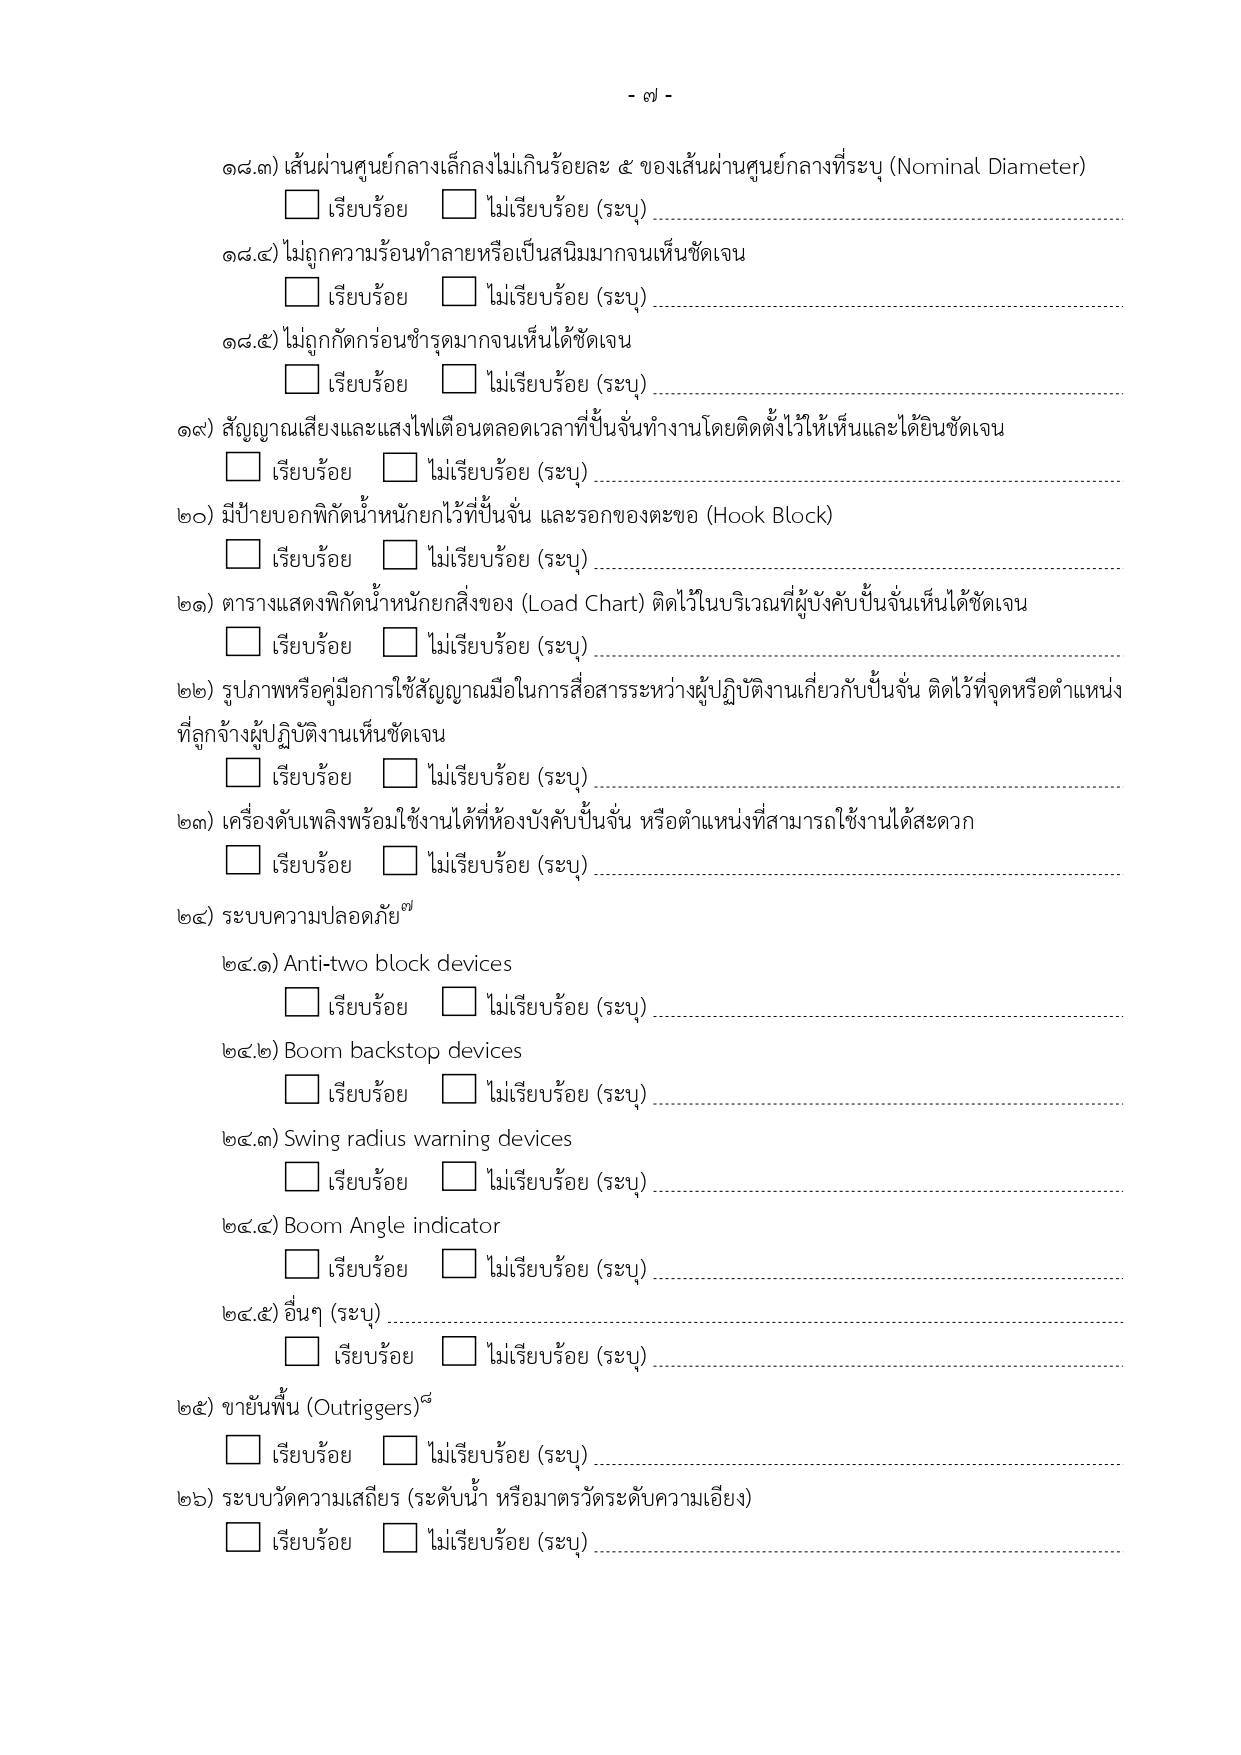 - ๗ -
๑๘.๓) เส้นผ่านศูนย์กลางเล็กลงไม่เกินร้อยละ ๕ ของเส้นผ่านศูนย์กลางที่ระบุ (Nominal Diameter)
เรียบร้อย ไม่เรียบร้อย (ระบุ)
๑๘.๔) ไม่ถูกความร้อนทำลายหรือเป็นสนิมมากจนเห็นชัดเจน
เรียบร้อย ไม่เรียบร้อย (ระบุ)
๑๘.๕) ไม่ถูกกัดกร่อนชำรุดมากจนเห็นได้ชัดเจน
เรียบร้อย ไม่เรียบร้อย (ระบุ)
๑๙) สัญญาณเสียงและแสงไฟเตือนตลอดเวลาที่ปั้นจั่นทำงานโดยติดตั้งไว้ให้เห็นและได้ยินชัดเจน
เรียบร้อย ไม่เรียบร้อย (ระบุ)
๒๐) มีป้ายบอกพิกัดน้ำหนักยกไว้ที่ปั้นจั่น และรอกของตะขอ (Hook Block)
เรียบร้อย ไม่เรียบร้อย (ระบุ)
๒๑) ตารางแสดงพิกัดน้ำหนักยกสิ่งของ (Load Chart) ติดไว้ในบริเวณที่ผู้บังคับปั้นจั่นเห็นได้ชัดเจน
เรียบร้อย ไม่เรียบร้อย (ระบุ)
๒๒) รูปภาพหรือคู่มือการใช้สัญญาณมือในการสื่อสารระหว่างผู้ปฏิบัติงานเกี่ยวกับปั้นจั่น ติดไว้ที่จุดหรือตำแหน่ง
ที่ลูกจ้างผู้ปฏิบัติงานเห็นชัดเจน
เรียบร้อย ไม่เรียบร้อย (ระบุ)
๒๓) เครื่องดับเพลิงพร้อมใช้งานได้ที่ห้องบังคับปั้นจั่น หรือตำแหน่งที่สามารถใช้งานได้สะดวก
เรียบร้อย ไม่เรียบร้อย (ระบุ)
๒๔) ระบบความปลอดภัย๗
๒๔.๑) Anti-two block devices
เรียบร้อย ไม่เรียบร้อย (ระบุ)
๒๔.๒) Boom backstop devices
เรียบร้อย ไม่เรียบร้อย (ระบุ)
๒๔.๓) Swing radius warning devices
เรียบร้อย ไม่เรียบร้อย (ระบุ)
๒๔.๔) Boom Angle indicator
เรียบร้อย ไม่เรียบร้อย (ระบุ)
๒๔.๕) อื่นๆ (ระบุ)
เรียบร้อย ไม่เรียบร้อย (ระบุ)
๒๕) ขายันพื้น (Outriggers)๘
เรียบร้อย ไม่เรียบร้อย (ระบุ)
๒๖) ระบบวัดความเสถียร (ระดับน้ำ หรือมาตรวัดระดับความเอียง)
เรียบร้อย ไม่เรียบร้อย (ระบุ)